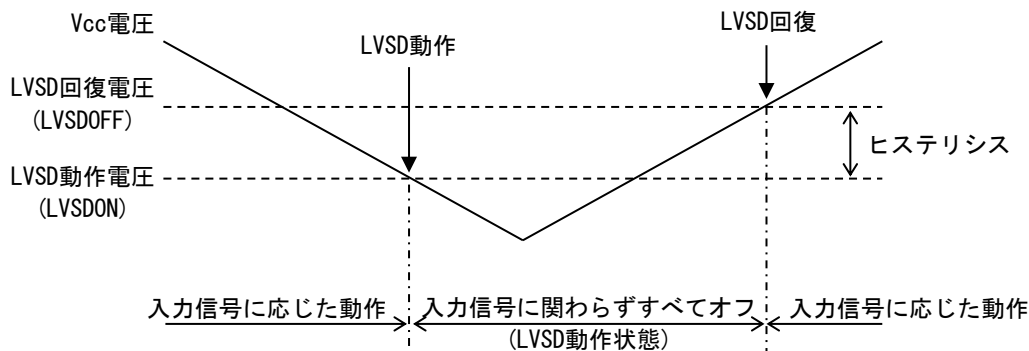 Vcc電圧
LVSD動作
LVSD回復
LVSD回復電圧
(LVSDOFF)
ヒステリシス
LVSD動作電圧
(LVSDON)
入力信号に応じた動作
入力信号に関わらずすべてオフ
入力信号に応じた動作
(LVSD動作状態)